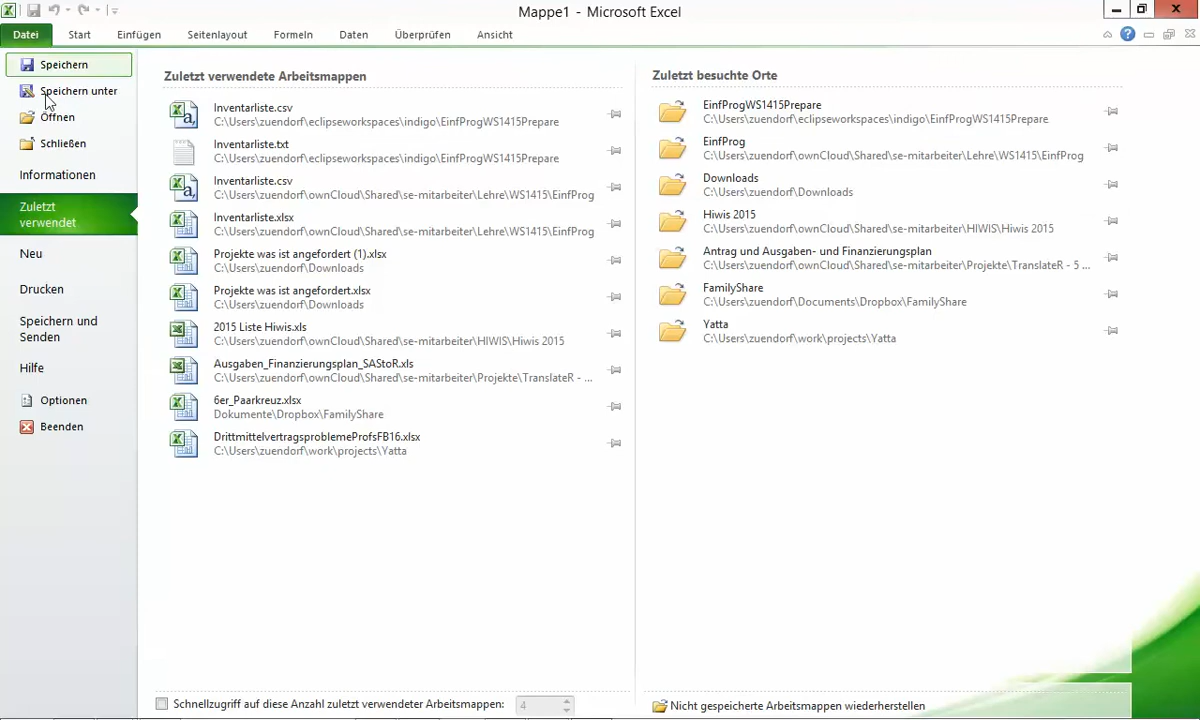 Mappe1 - Microsoft Excel
Datei
Start
Einfügen
Seitenlayout
Formeln
Daten
Überprüfen
Ansicht
Speichern
Speichern unter
Öffnen
Schließen
Informationen
Zuletzt
verwendet
Neu
Drucken
Speichern und
Senden
Hilfe
Optionen
Beenden
Zuletzt verwendete Arbeitsmappen
Inventarliste.csv
C:\Users\zuendorf\eclipseworkspaces\indigo\EinfProgWS1415Prepare
Inventarliste.txt
C:\Users\zuendorf\eclipseworkspaces\indigo\EinfProgWS1415Prepare
Inventarliste.csv
C:\Users\zuendorf\ownCloud\Shared\se-mitarbeiter\Lehre\WS1415\EinfProg
Inventarliste.xlsx
C:\Users\zuendorf\ownCloud\Shared\se-mitarbeiter\Lehre\WS1415\EinfProg
Projekte was ist angefordert (1).xlsx
C:\Users\zuendorf\Downloads
Projekte was ist angefordert.xlsx
C:\Users\zuendorf\Downloads
2015 Liste Hiwis.xls
C:\Users\zuendorf\ownCloud\Shared\se-mitarbeiter\HIWIS\Hiwis 2015
Ausgaben_Finanzierungsplan_SAStoR.xls
C:\Users\zuendorf\ownCloud\Shared\se-mitarbeiter\Projekte\TranslateR - ...
6er_Paarkreuz.xlsx
Dokumente\Dropbox\FamilyShare
DrittmittelvertragsproblemeProfsFB16.xlsx
C:\Users\zuendorf\work\projects\Yatta
Schnellzugriff auf diese Anzahl zuletzt verwendeter Arbeitsmappen:
4
Zuletzt besuchte Orte
EinfProgWS1415Prepare
C:\Users\zuendorf\eclipseworkspaces\indigo\EinfProgWS1415Prepare
EinfProg
C:\Users\zuendorf\ownCloud\Shared\se-mitarbeiter\Lehre\WS1415\EinfProg
Downloads
C:\Users\zuendorf\Downloads
Hiwis 2015
C:\Users\zuendorf\ownCloud\Shared\se-mitarbeiter\HIWIS\Hiwis 2015
Antrag und Ausgaben- und Finanzierungsplan
C:\Users\zuendorf\ownCloud\Shared\se-mitarbeiter\Projekte\TranslateR - 5 ...
FamilyShare
C:\Users\zuendorf\Documents\Dropbox\FamilyShare
Yatta
C:\Users\zuendorf\work\projects\Yatta
Nicht gespeicherte Arbeitsmappen wiederherstellen